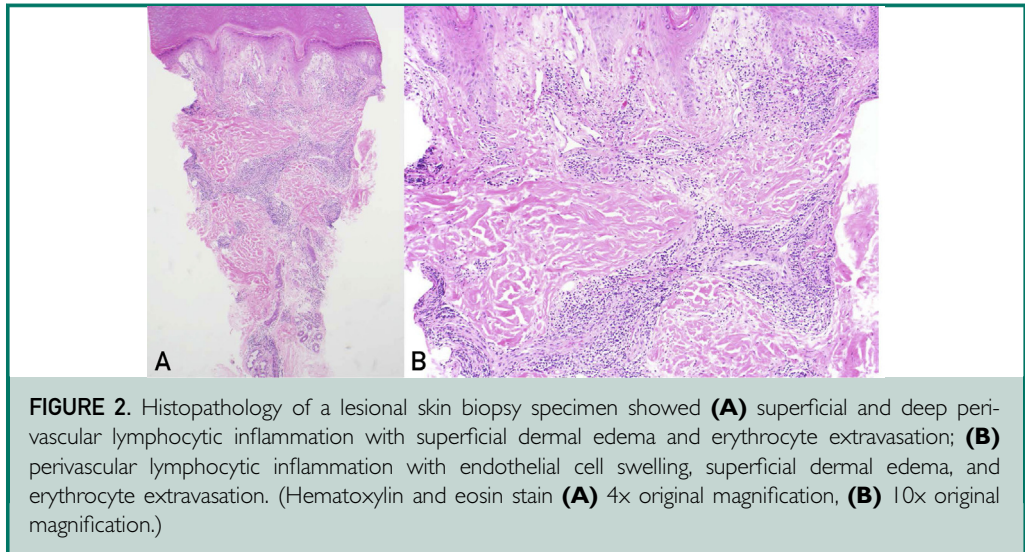 A
B
FIGURE 2. Histopathology of a lesional skin biopsy specimen showed (A) superficial and deep peri-
vascular lymphocytic inflammation with superficial dermal edema and erythrocyte extravasation; (B)
perivascular lymphocytic inflammation with endothelial cell swelling, superficial dermal edema, and
erythrocyte extravasation. (Hematoxylin and eosin stain (A) 4x original magnification, (B) 10x original
magnification.)